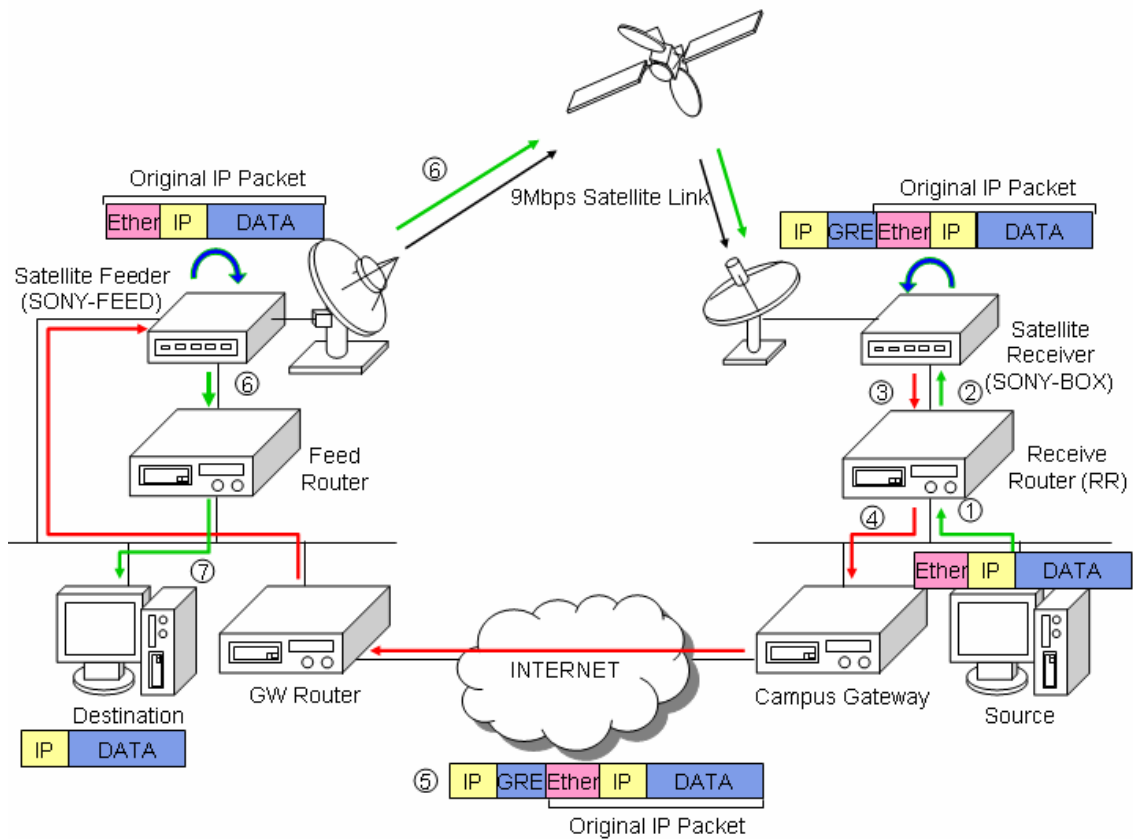 ⑥
Original IP Packet
Ether IP DATA
9Mbps Satellite Link
Original IP Packet
IP GRE Ether IP DATA
Satellite Feeder
(SONY-FEED)
Satellite
Receiver
(SONY-BOX)
⑥
③
②
Feed
Router
Receive
Router (RR)
④
①
⑦
Ether IP DATA
INTERNET
GW Router
Campus Gateway
Source
Destination
IP DATA
⑤
IP GRE Ether IP DATA
Original IP Packet